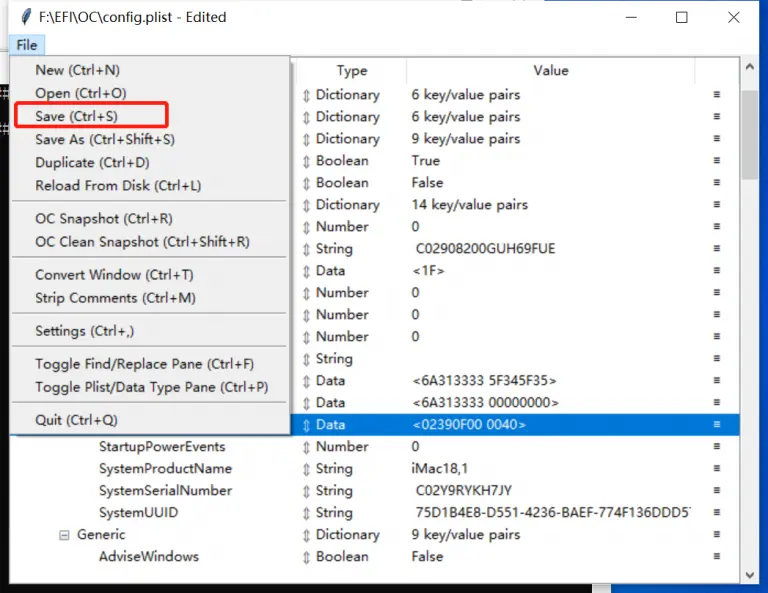 F:\EFI\OC\config.plist - Edited
File
New (Ctrl+N)
Open (Ctrl+O)
Save (Ctrl+S)
Save As (Ctrl+Shift+S)
Duplicate (Ctrl+D)
Reload From Disk (Ctrl+L)
OC Snapshot (Ctrl+R)
OC Clean Snapshot (Ctrl+Shift+R)
Convert Window (Ctrl+T)
Strip Comments (Ctrl+M)
Settings (Ctrl+,)
Toggle Find/Replace Pane (Ctrl+F)
Toggle Plist/Data Type Pane (Ctrl+P)
Quit (Ctrl+Q)
Type Value
Dictionary 6 key/value pairs
Dictionary 6 key/value pairs
Dictionary 9 key/value pairs
Boolean True
Boolean False
Dictionary 14 key/value pairs
Number 0
String C02908200GUH69FUE
Data <1F>
Number 0
Number 0
Number 0
String
Data <6A313333 5F345F35>
Data <6A313333 00000000>
Data <02390F00 0040>
StartupPowerEvents Number 0
SystemProductName String iMac18,1
SystemSerialNumber String C02Y9RYKH7JY
SystemUUID String 75D1B4E8-D551-4236-BAEF-774F136DDD5
Generic Dictionary 9 key/value pairs
AdviseWindows Boolean False